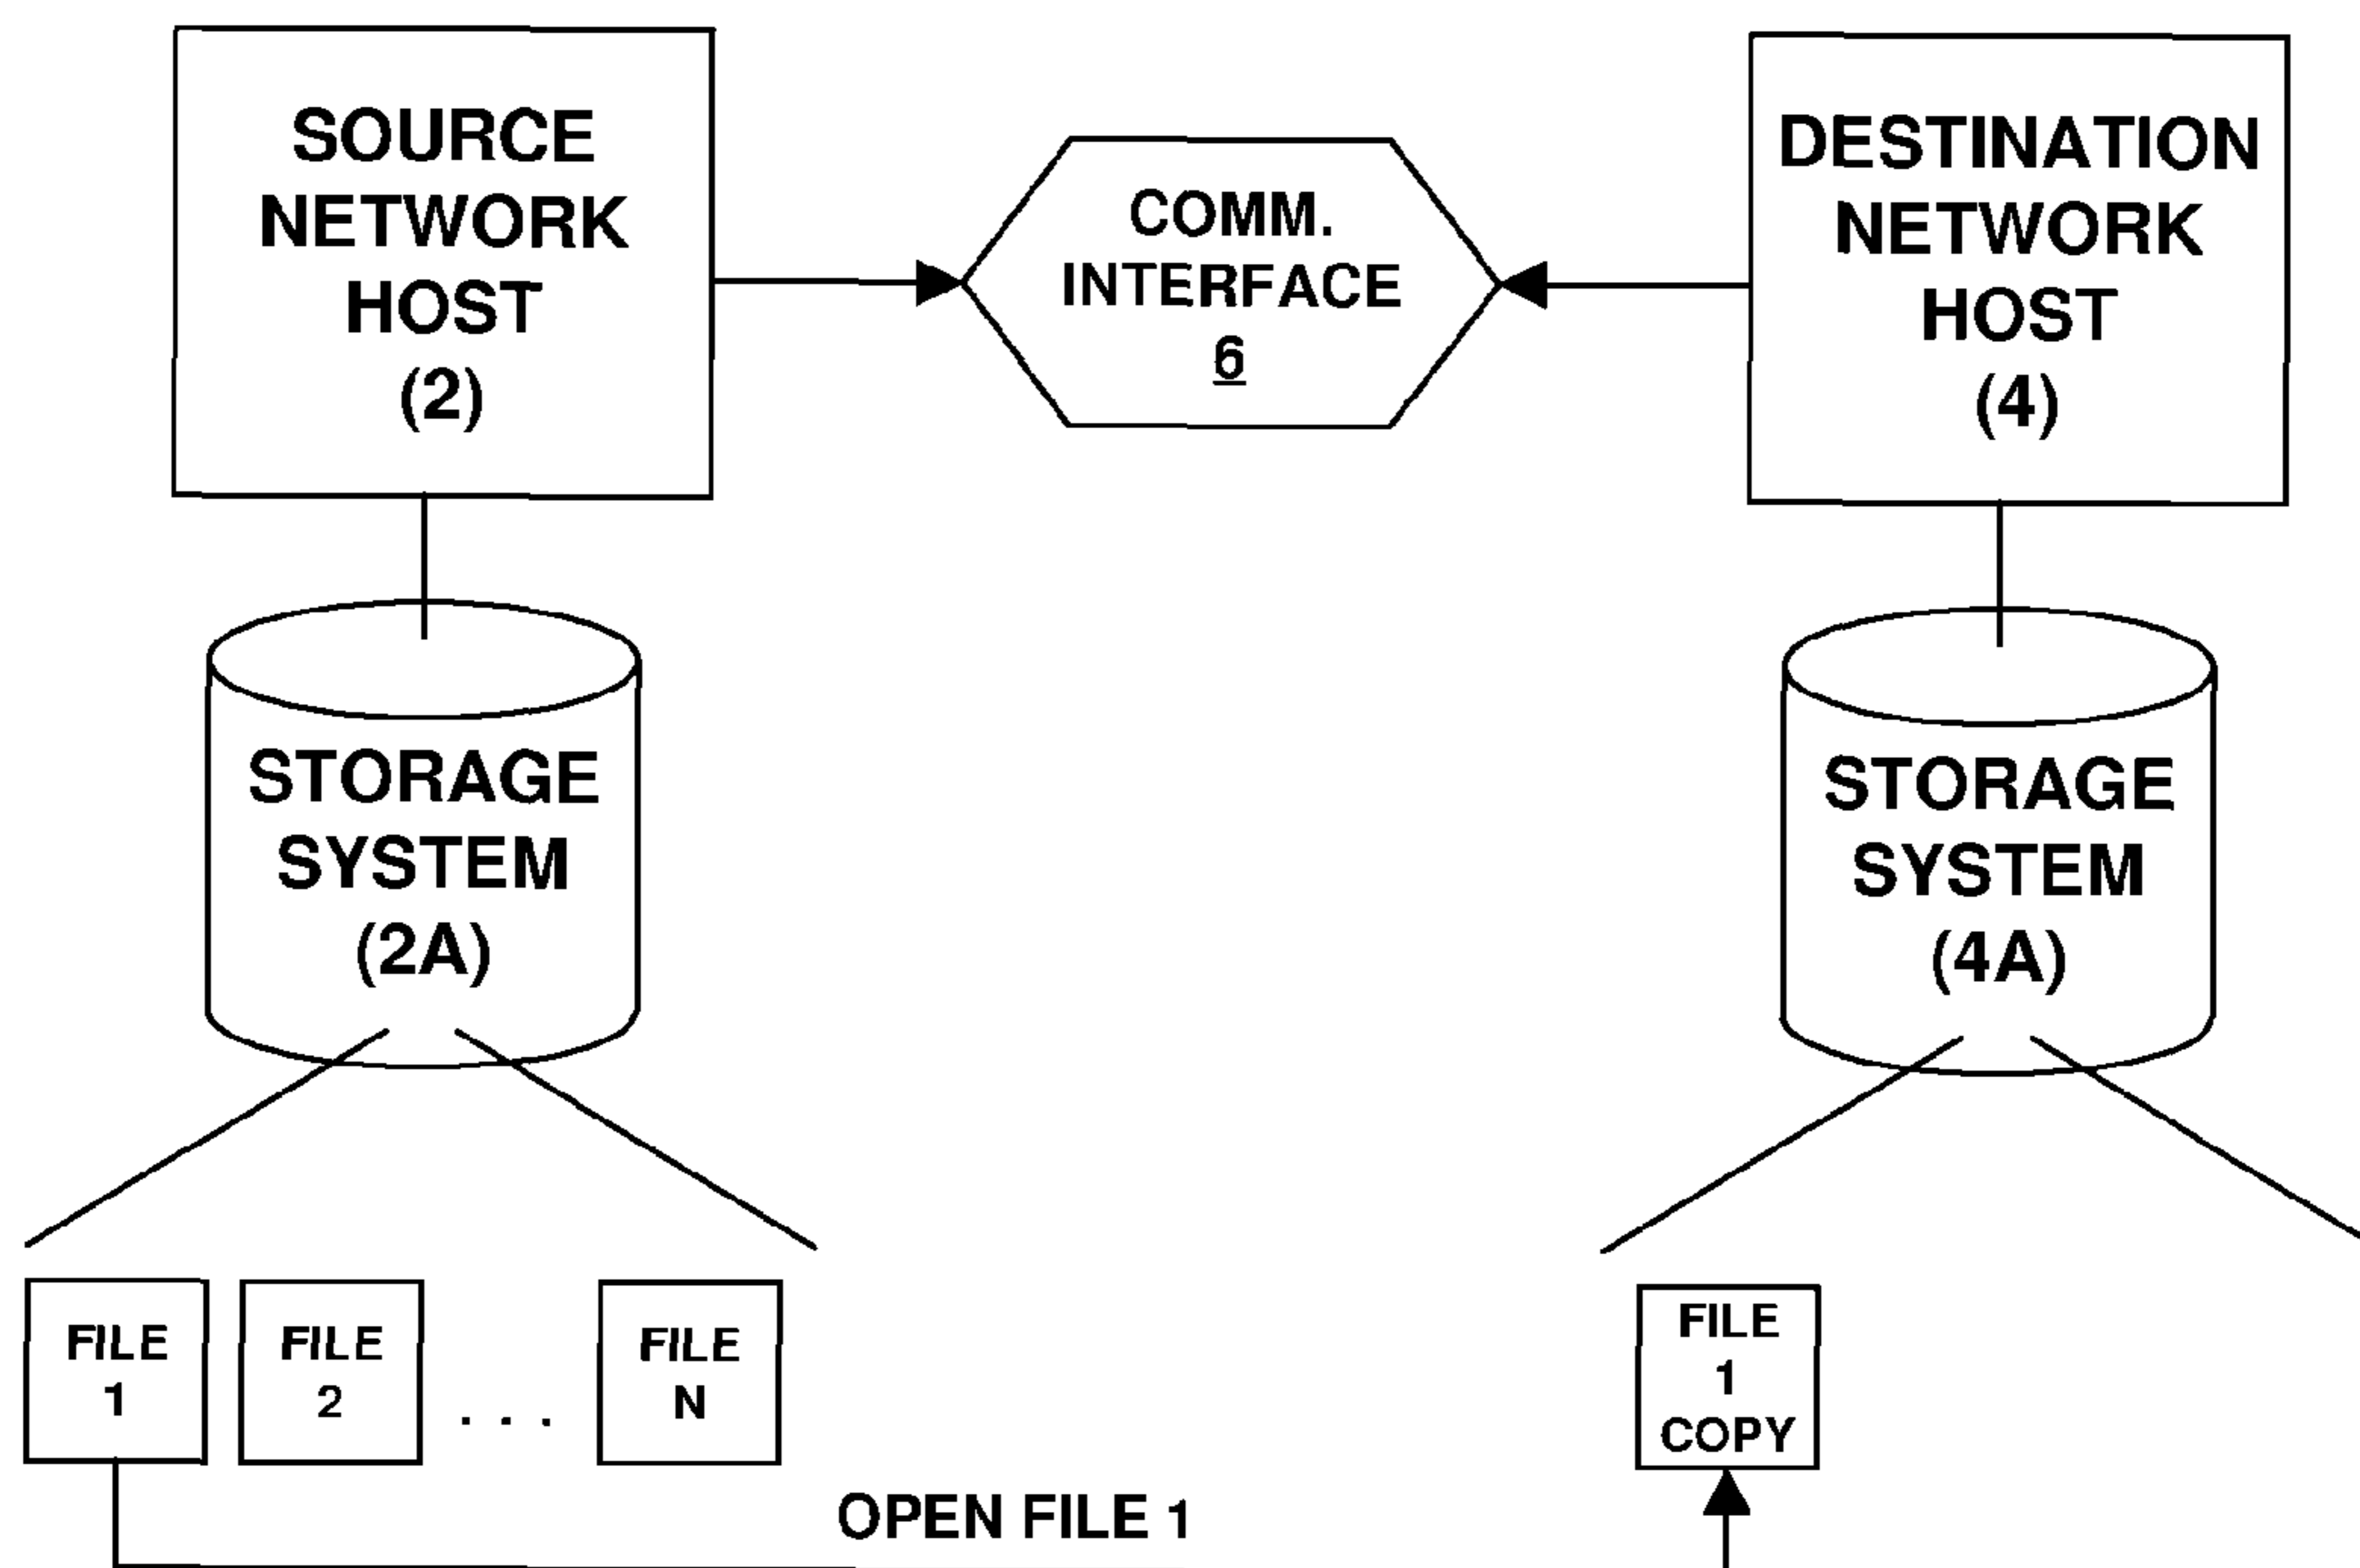 SOURCE
NETWORK
HOST
(2)
COMM.
INTERFACE
6
DESTINATION
NETWORK
HOST
(4)
STORAGE
SYSTEM
(2A)
STORAGE
SYSTEM
(4A)
FILE
1
FILE
2
. . .
FILE
N
FILE
1
COPY
OPEN FILE 1